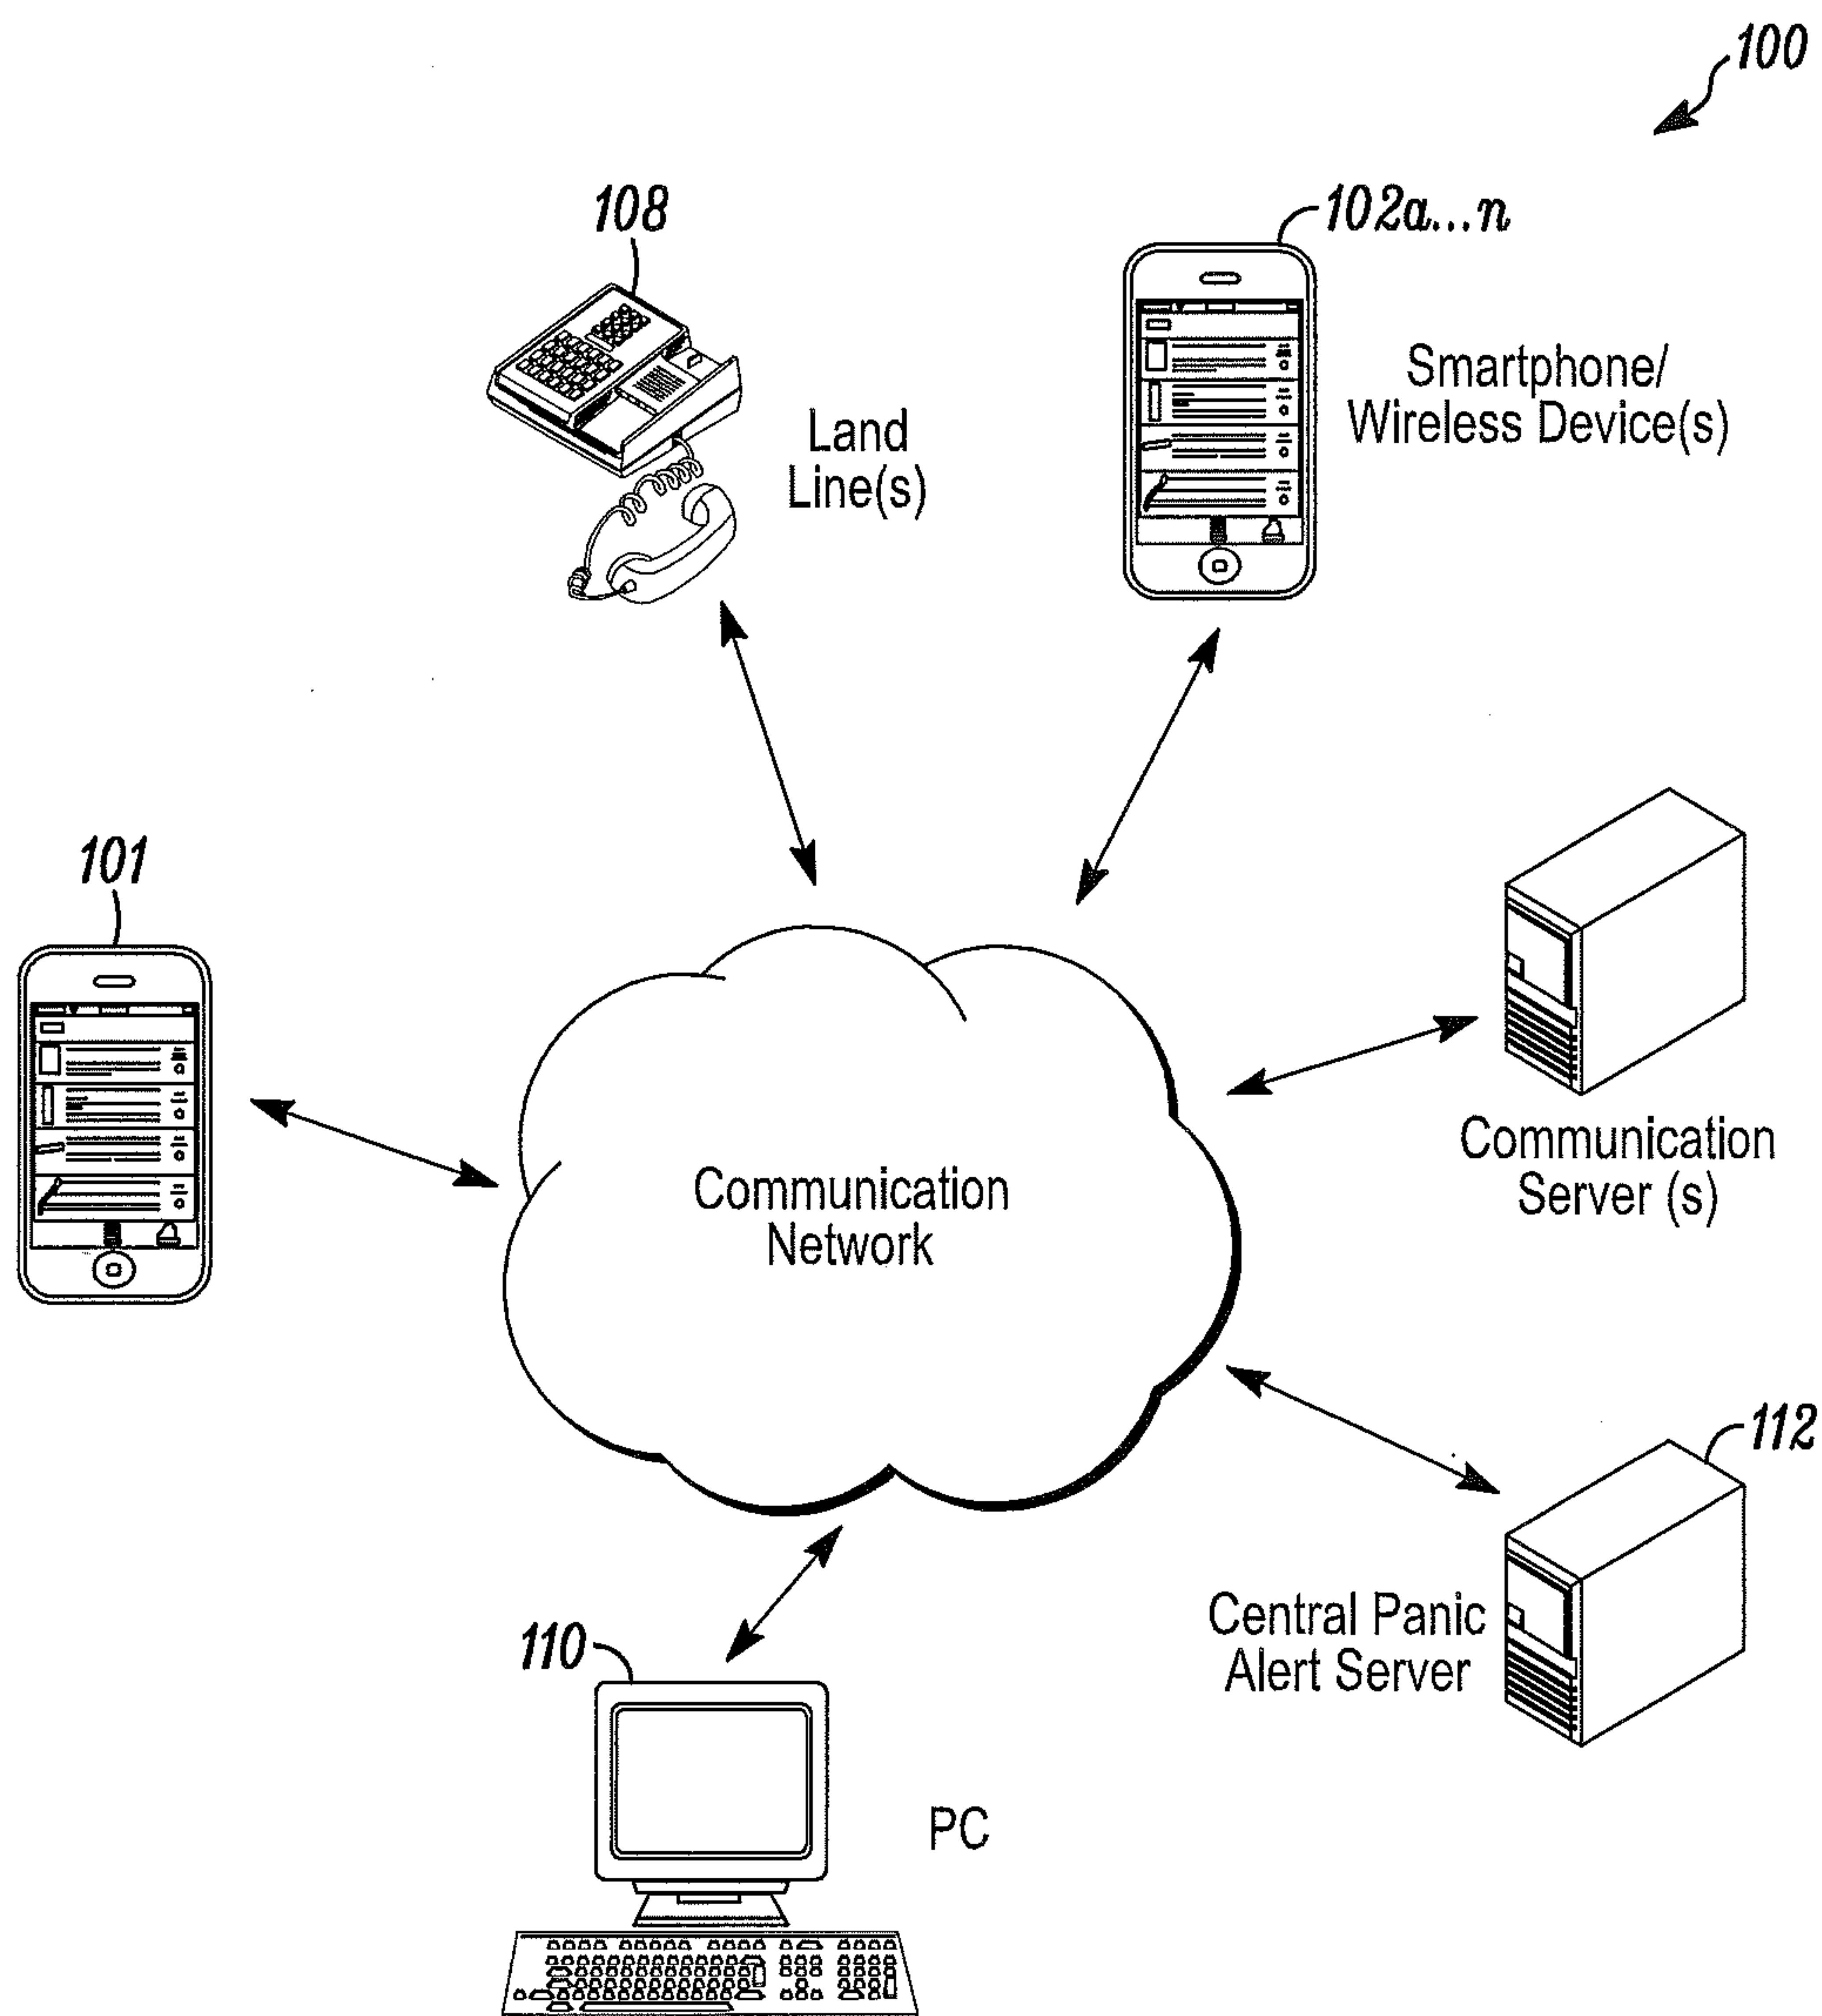 100
108
102a...n
Smartphone/
Wireless Device(s)
Land
Line(s)
101
Communication
Server (s)
Communication
Network
112
Central Panic
Alert Server
110
PC